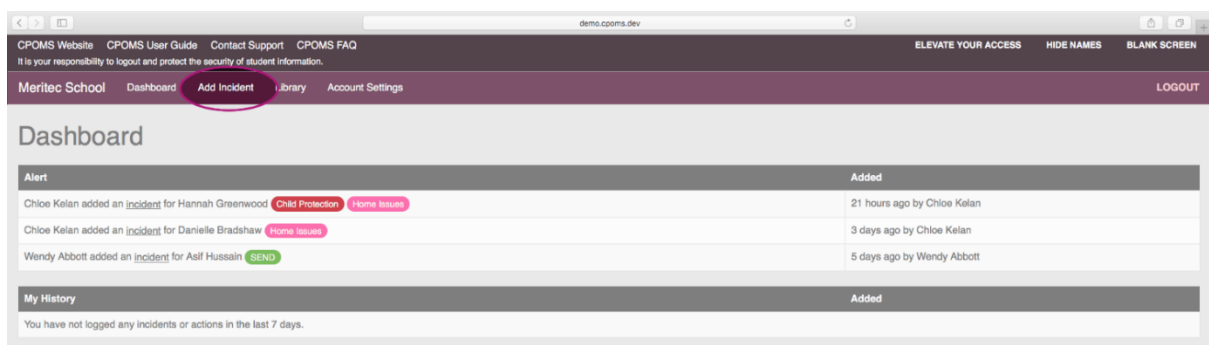 demo.cpoms.dev
CPOMS Website CPOMS User Guide Contact Support CPOMS FAQ ELEVATE YOUR ACCESS HIDE NAMES BLANK SCREEN
It is your responsibility to logout and protect the security of student information.
Meritec School Dashboard Add Incident Library Account Settings LOGOUT
Dashboard
Alert Added
Chloe Kelan added an incident for Hannah Greenwood Child Protection Home Issues 21 hours ago by Chloe Kelan
Chloe Kelan added an incident for Danielle Bradshaw Home Issues 3 days ago by Chloe Kelan
Wendy Abbott added an incident for Asif Hussain SEND 5 days ago by Wendy Abbott
My History Added
You have not logged any incidents or actions in the last 7 days.